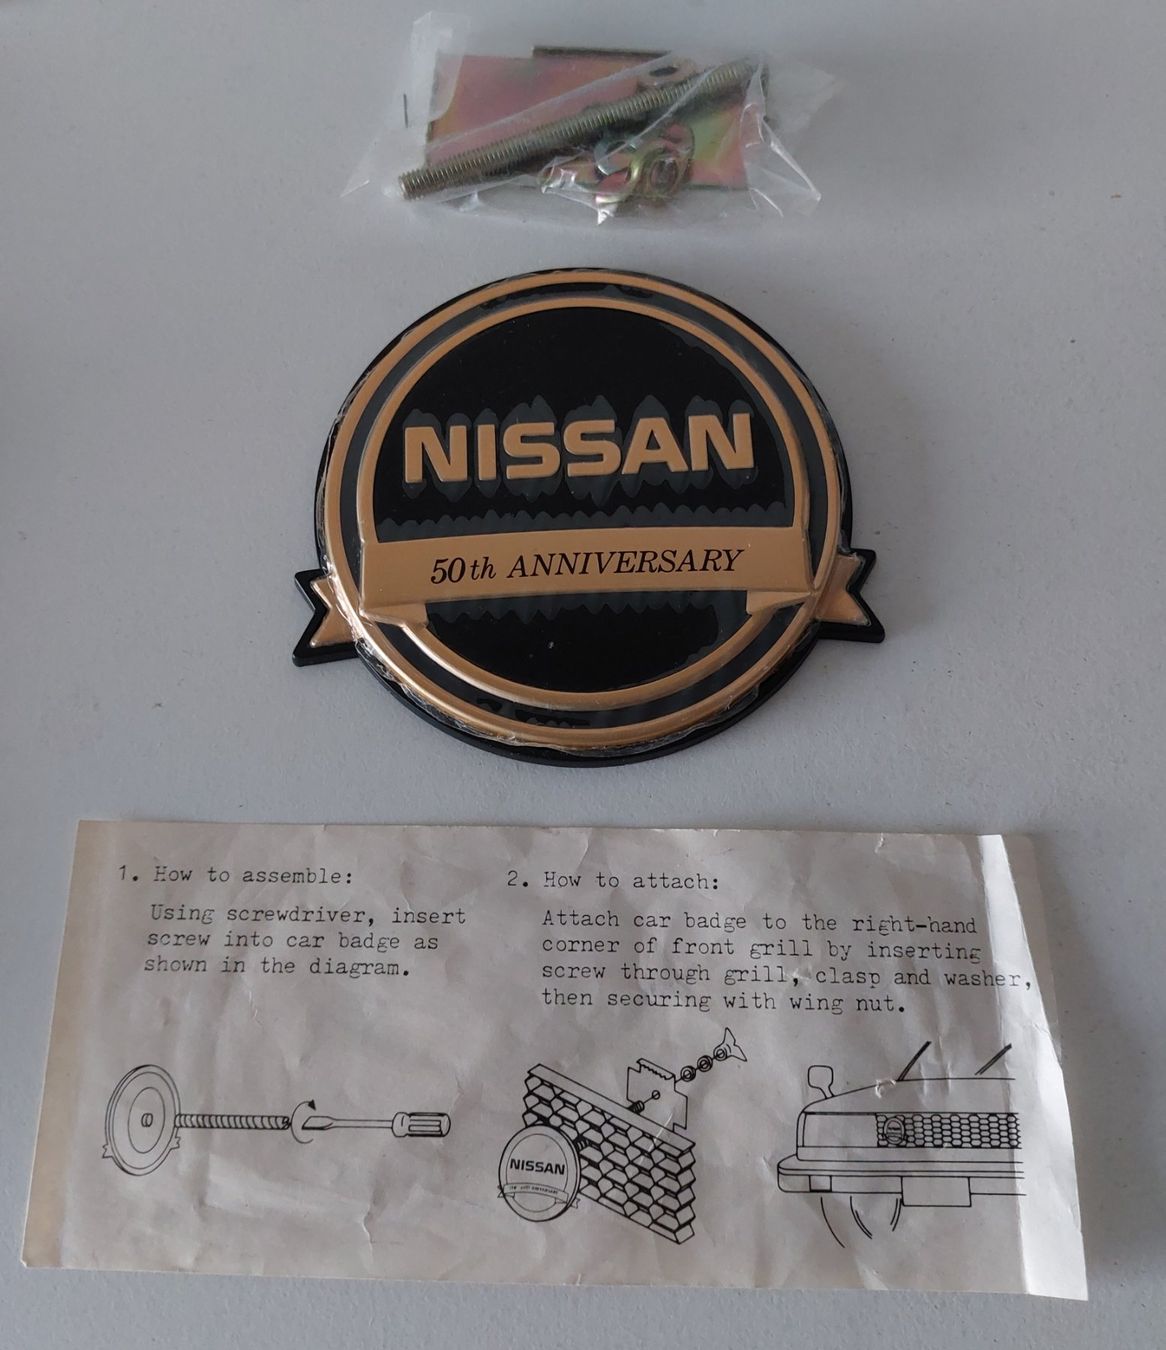 NISSAN
50th ANNIVERSARY
1. How to assemble:
Using screwdriver, insert
screw into car badge as
shown in the diagram.
2. How to attach:
Attach car badge to the right-hand
corner of front grill by inserting
screw through grill, clasp and washer,
then securing with wing nut.
NISSAN